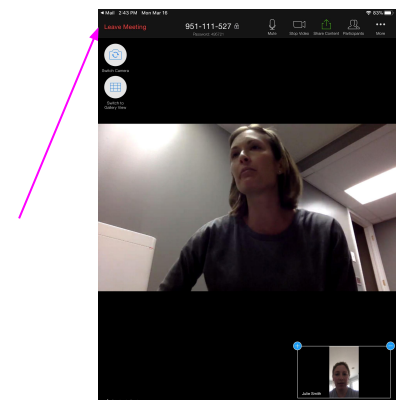 ◄ Mail 2:43 PM Mon Mar 16 83%
Leave Meeting 951-111-527 Mute Stop Video Share Content Participants More
Switch Camera
Switch to
Gallery View
Julie Smith